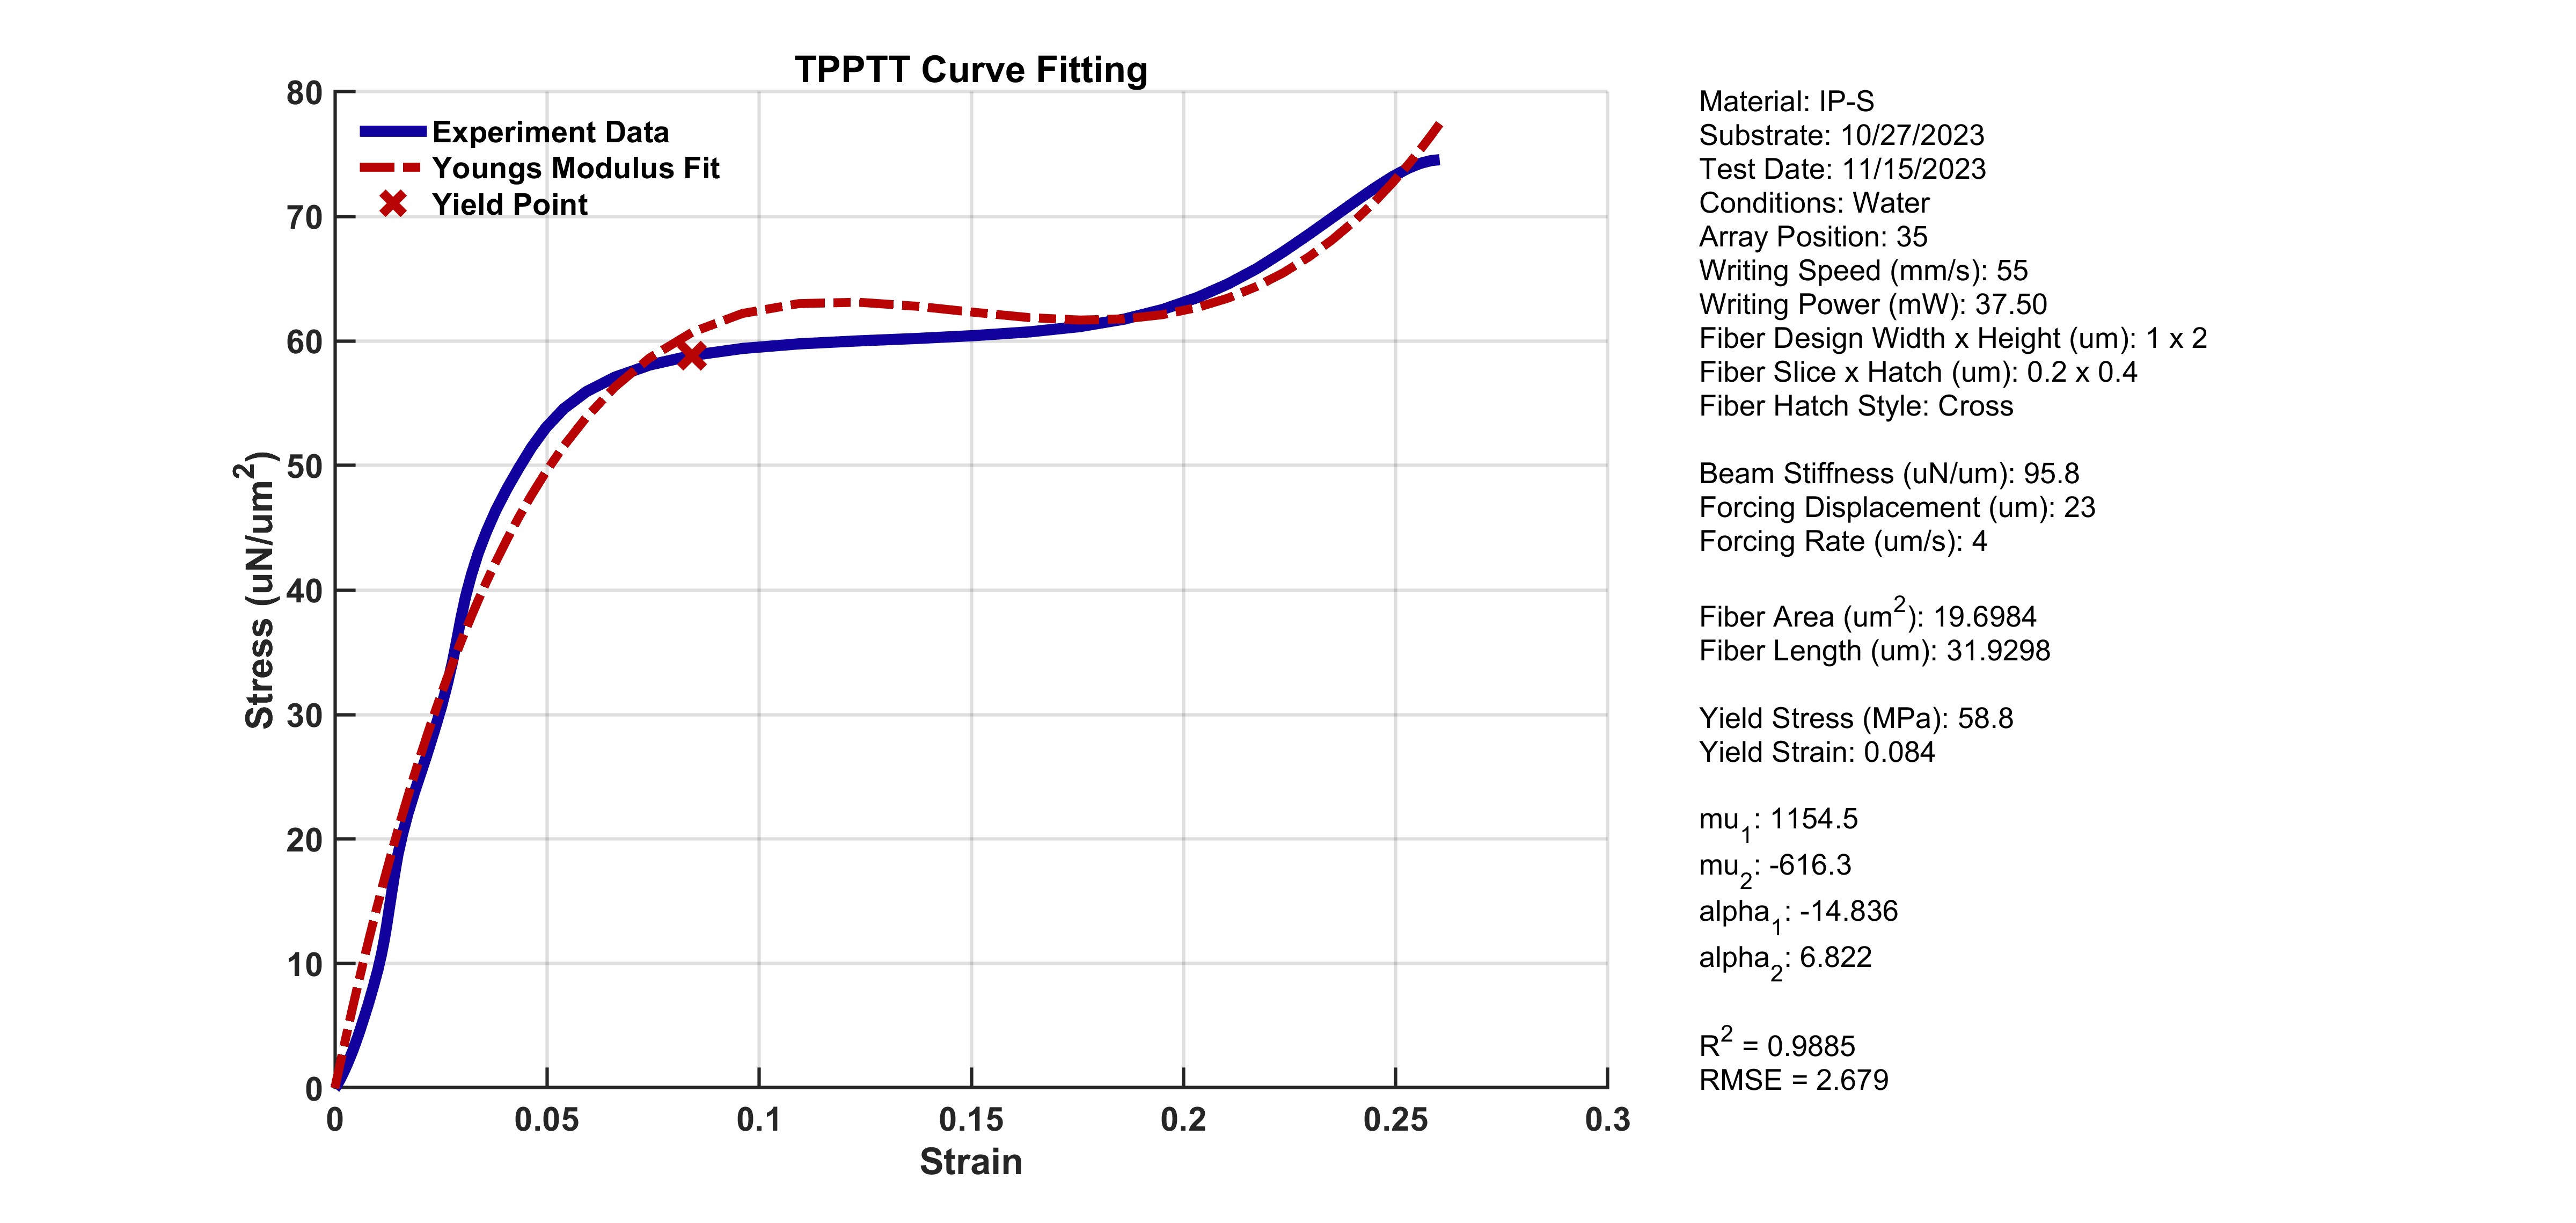 TPPTT Curve Fitting
80
70
60
50
40
30
20
10
0
Stress (uN/um²)
Experiment Data
Youngs Modulus Fit
Yield Point
0 0.05 0.1 0.15 0.2 0.25 0.3
Strain
Material: IP-S
Substrate: 10/27/2023
Test Date: 11/15/2023
Conditions: Water
Array Position: 35
Writing Speed (mm/s): 55
Writing Power (mW): 37.50
Fiber Design Width x Height (um): 1 x 2
Fiber Slice x Hatch (um): 0.2 x 0.4
Fiber Hatch Style: Cross
Beam Stiffness (uN/um): 95.8
Forcing Displacement (um): 23
Forcing Rate (um/s): 4
Fiber Area (um²): 19.6984
Fiber Length (um): 31.9298
Yield Stress (MPa): 58.8
Yield Strain: 0.084
mu₁: 1154.5
mu₂: -616.3
alpha₁: -14.836
alpha₂: 6.822
R² = 0.9885
RMSE = 2.679